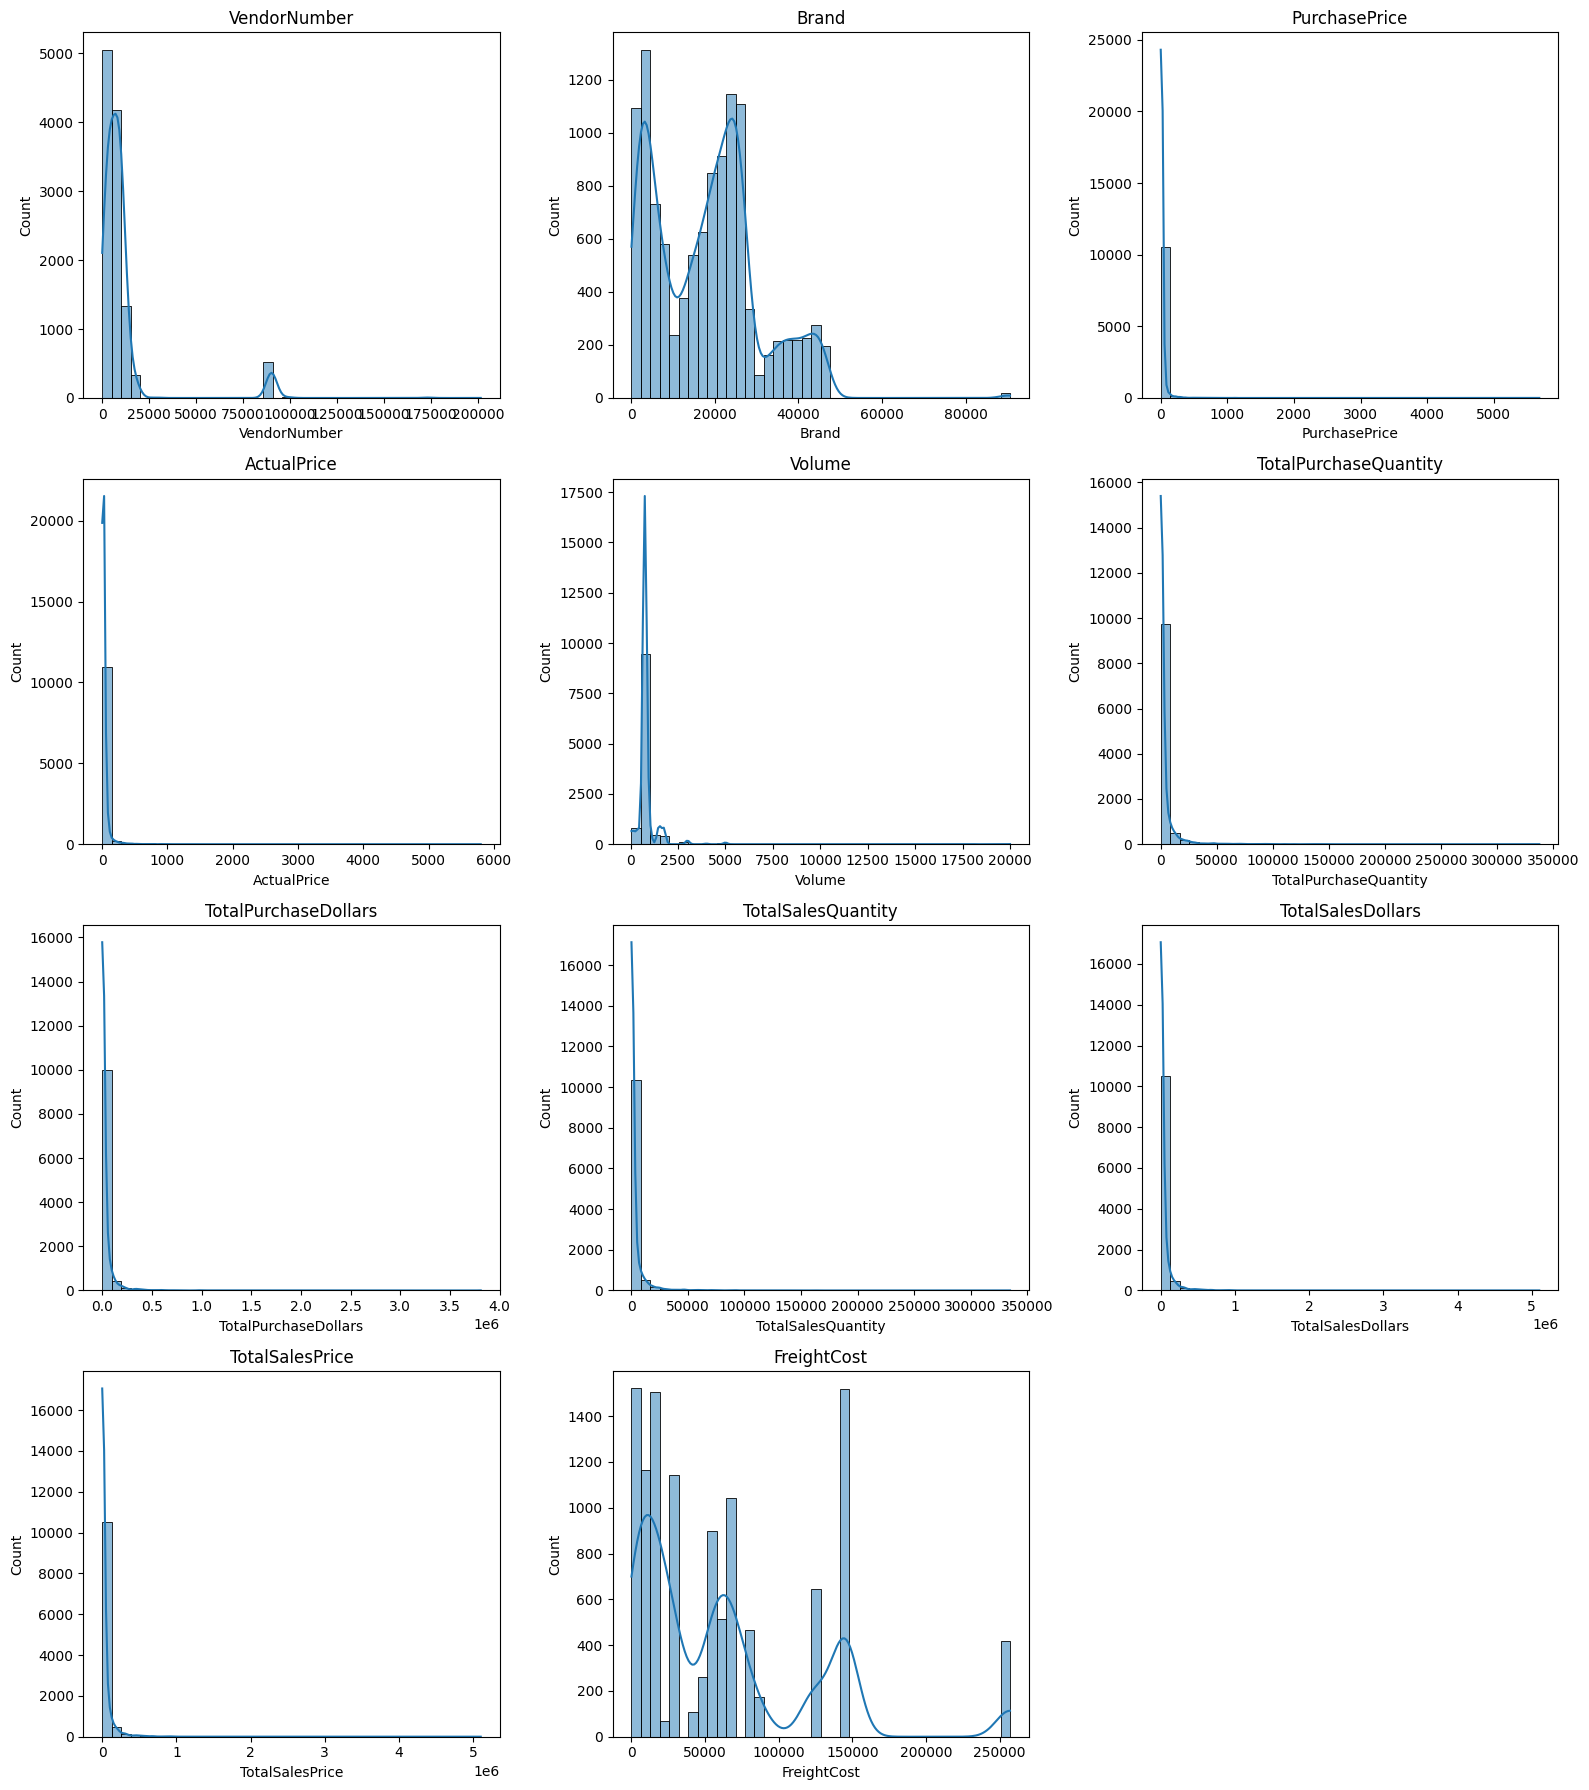 VendorNumber
5000
4000
3000
2000
1000
0
Count
0 25000 50000 75000 100000 125000 150000 175000 200000
VendorNumber
Brand
1200
1000
800
600
400
200
0
Count
0 20000 40000 60000 80000
Brand
PurchasePrice
25000
20000
15000
10000
5000
0
Count
0 1000 2000 3000 4000 5000
PurchasePrice
ActualPrice
20000
15000
10000
5000
0
Count
0 1000 2000 3000 4000 5000 6000
ActualPrice
Volume
17500
15000
12500
10000
7500
5000
2500
0
Count
0 2500 5000 7500 10000 12500 15000 17500 20000
Volume
TotalPurchaseQuantity
16000
14000
12000
10000
8000
6000
4000
2000
0
Count
0 50000 100000 150000 200000 250000 300000 350000
TotalPurchaseQuantity
TotalPurchaseDollars
16000
14000
12000
10000
8000
6000
4000
2000
0
Count
0.0 0.5 1.0 1.5 2.0 2.5 3.0 3.5 4.0
TotalPurchaseDollars
1e6
TotalSalesQuantity
16000
14000
12000
10000
8000
6000
4000
2000
0
Count
0 50000 100000 150000 200000 250000 300000 350000
TotalSalesQuantity
TotalSalesDollars
16000
14000
12000
10000
8000
6000
4000
2000
0
Count
0 1 2 3 4 5
TotalSalesDollars
1e6
TotalSalesPrice
16000
14000
12000
10000
8000
6000
4000
2000
0
Count
0 1 2 3 4 5
TotalSalesPrice
1e6
FreightCost
1400
1200
1000
800
600
400
200
0
Count
0 50000 100000 150000 200000 250000
FreightCost